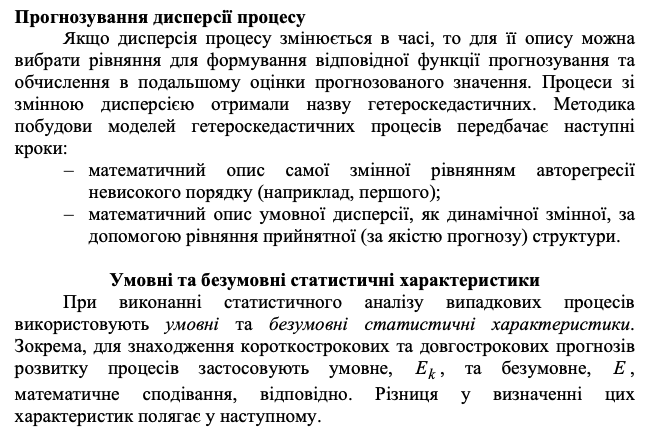 Прогнозування дисперсії процесу
Якщо дисперсія процесу змінюється в часі, то для її опису можна
вибрати рівняння для формування відповідної функції прогнозування та
обчислення в подальшому оцінки прогнозованого значення. Процеси зі
змінною дисперсією отримали назву гетероскедастичних. Методика
побудови моделей гетероскедастичних процесів передбачає наступні
кроки:
– математичний опис самої змінної рівнянням авторегресії
невисокого порядку (наприклад, першого);
– математичний опис умовної дисперсії, як динамічної змінної, за
допомогою рівняння прийнятної (за якістю прогнозу) структури.
Умовні та безумовні статистичні характеристики
При виконанні статистичного аналізу випадкових процесів
використовують умовні та безумовні статистичні характеристики.
Зокрема, для знаходження короткострокових та довгострокових прогнозів
розвитку процесів застосовують умовне, E_k, та безумовне, E,
математичне сподівання, відповідно. Різниця у визначенні цих
характеристик полягає у наступному.